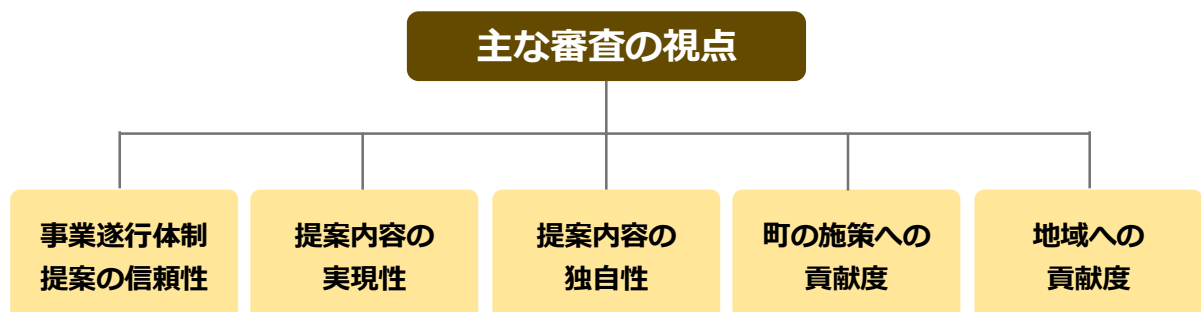 主な審査の視点
事業遂行体制
提案の信頼性
提案内容の
実現性
提案内容の
独自性
町の施策への
貢献度
地域への
貢献度